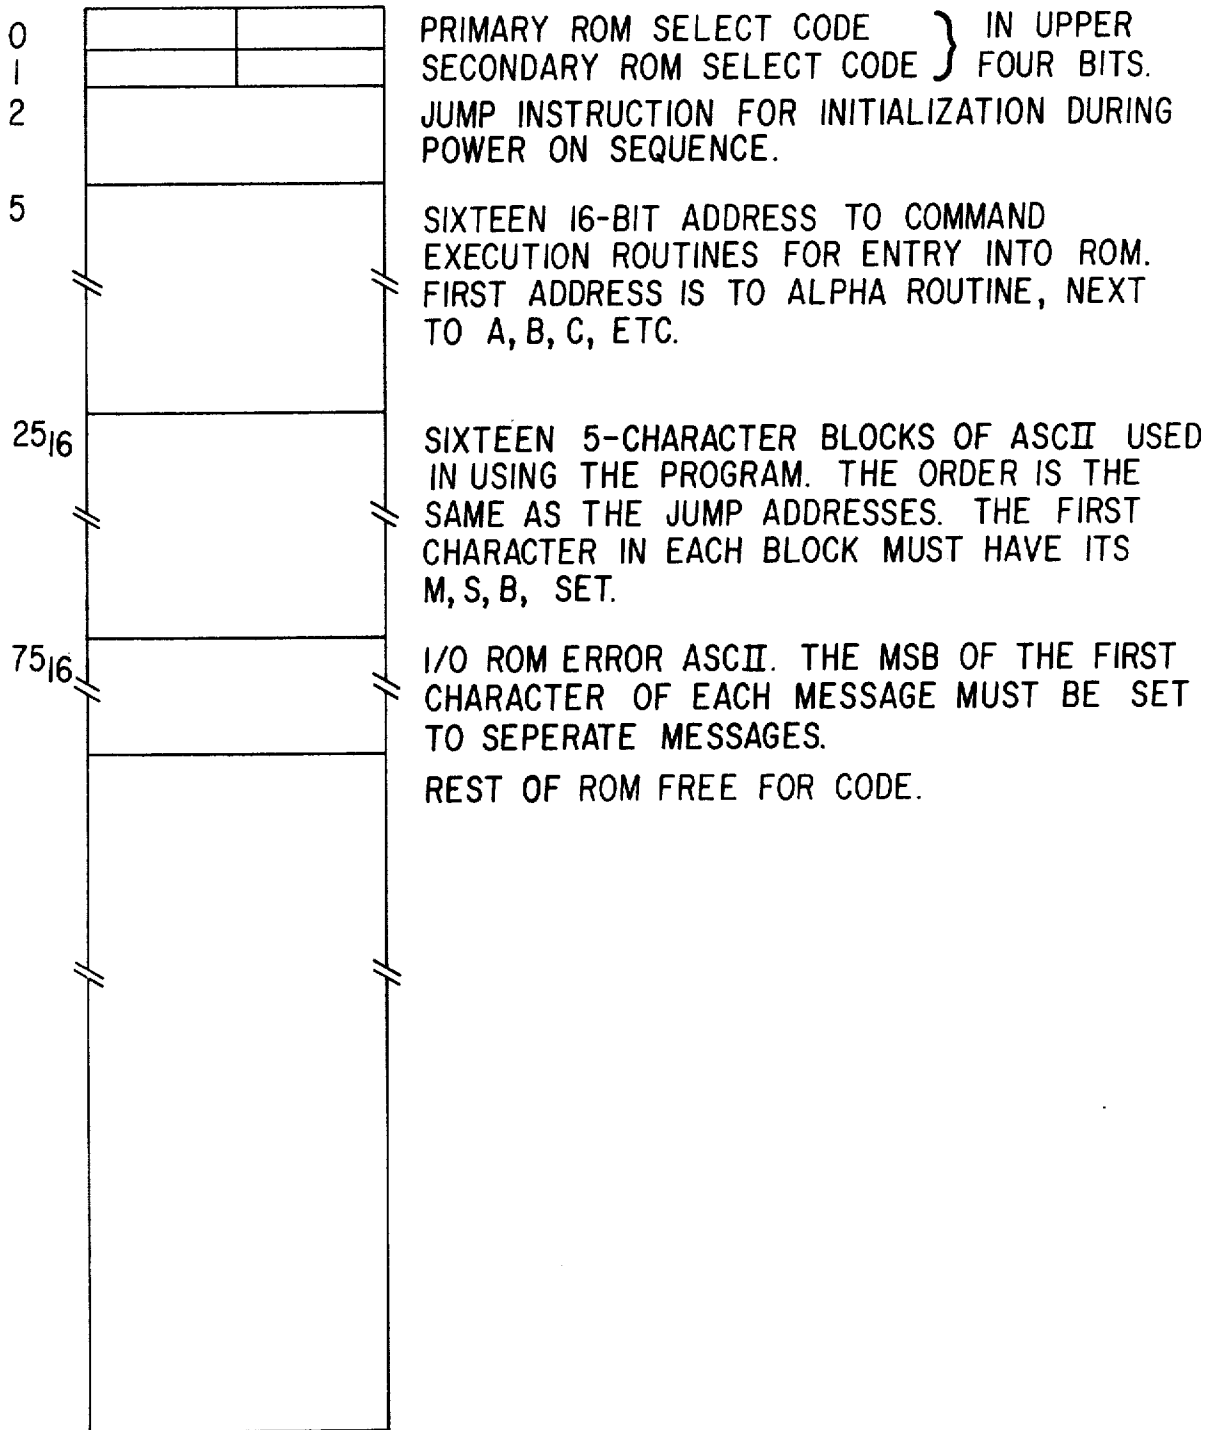 0 PRIMARY ROM SELECT CODE } IN UPPER
1 SECONDARY ROM SELECT CODE } FOUR BITS.
2 JUMP INSTRUCTION FOR INITIALIZATION DURING
POWER ON SEQUENCE.
5 SIXTEEN 16-BIT ADDRESS TO COMMAND
EXECUTION ROUTINES FOR ENTRY INTO ROM.
FIRST ADDRESS IS TO ALPHA ROUTINE, NEXT
TO A, B, C, ETC.
25₁₆ SIXTEEN 5-CHARACTER BLOCKS OF ASCII USED
IN USING THE PROGRAM. THE ORDER IS THE
SAME AS THE JUMP ADDRESSES. THE FIRST
CHARACTER IN EACH BLOCK MUST HAVE ITS
M, S, B, SET.
75₁₆ I/O ROM ERROR ASCII. THE MSB OF THE FIRST
CHARACTER OF EACH MESSAGE MUST BE SET
TO SEPERATE MESSAGES.
REST OF ROM FREE FOR CODE.